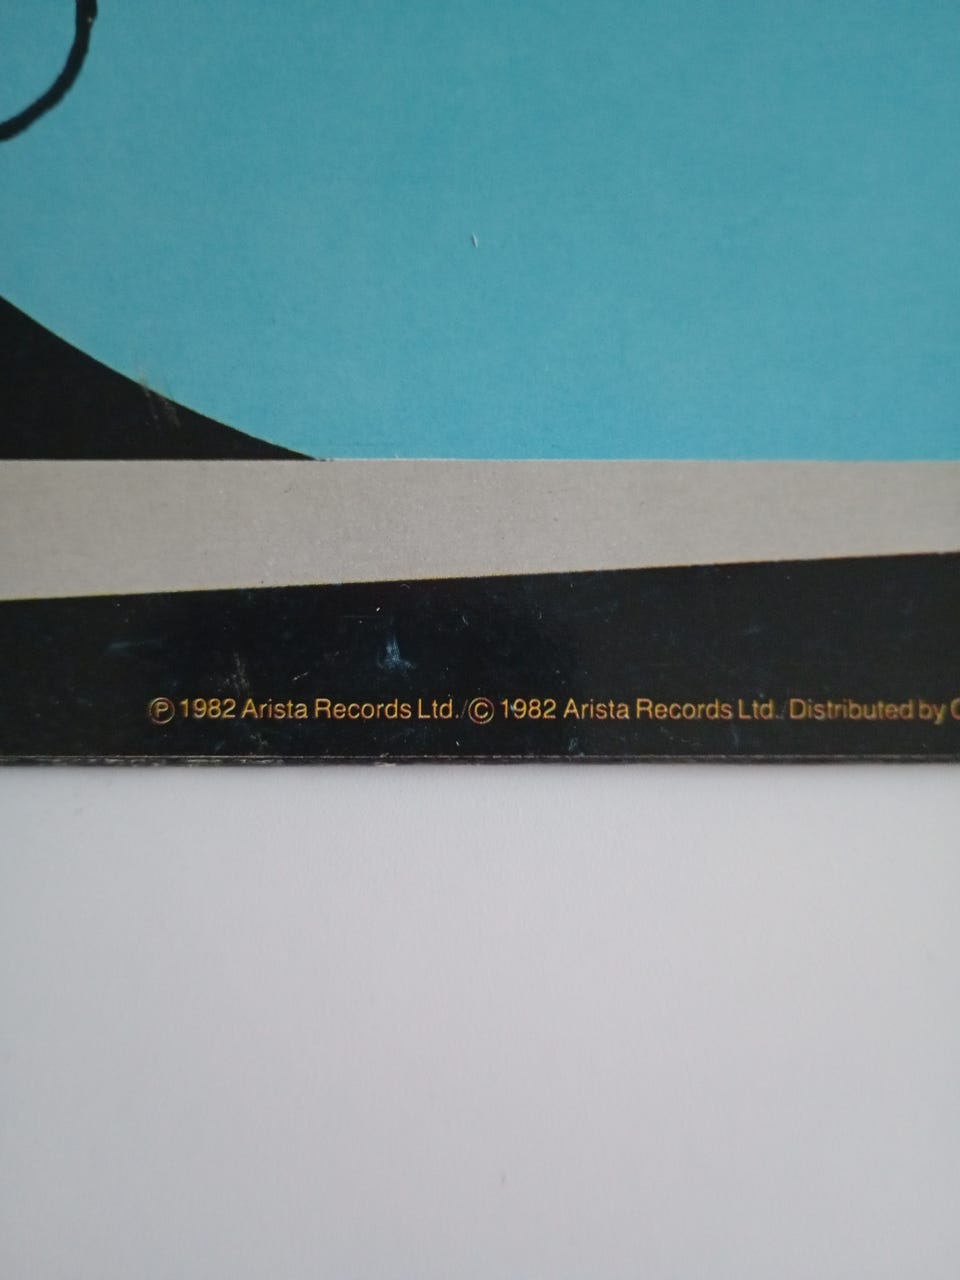 ℗ 1982 Arista Records Ltd./© 1982 Arista Records Ltd. Distributed by